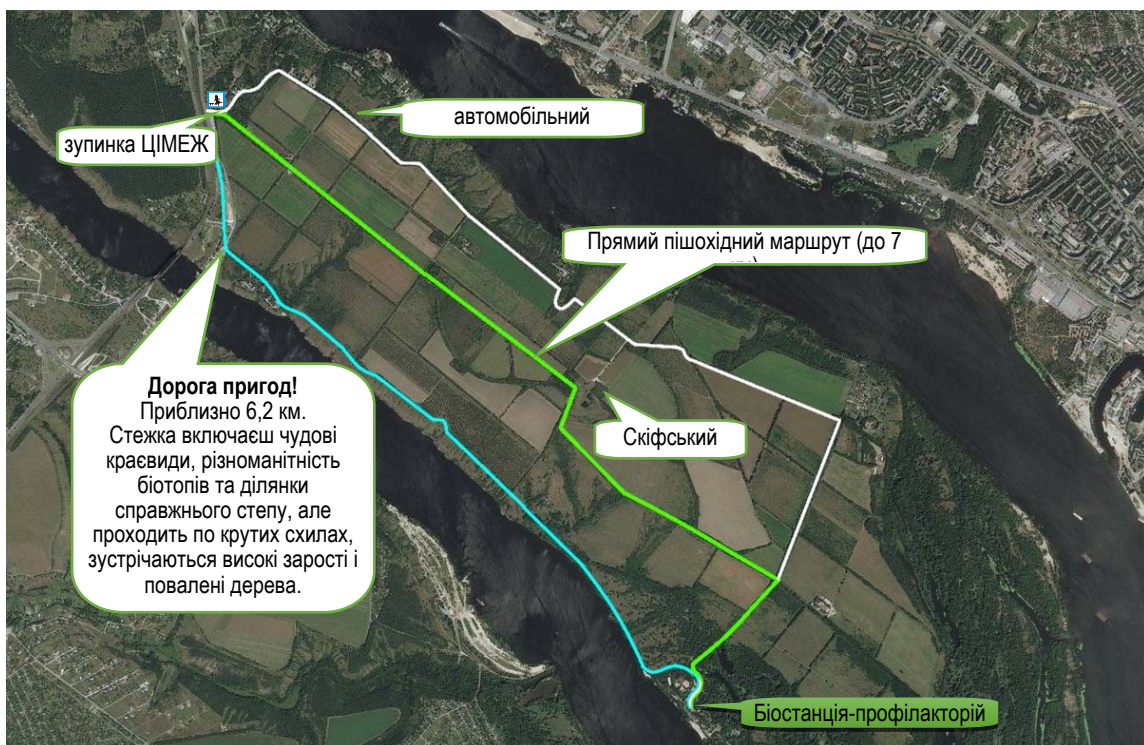 автомобільний
зупинка ЦІМЕЖ
Прямий пішохідний маршрут (до 7
Дорога пригод!
Приблизно 6,2 км.
Стежка включаєш чудові
краєвиди, різноманітність
біотопів та ділянки
справжнього степу, але
проходить по крутих схилах,
зустрічаються високі зарості і
повалені дерева.
Скіфський
Біостанція-профілакторій